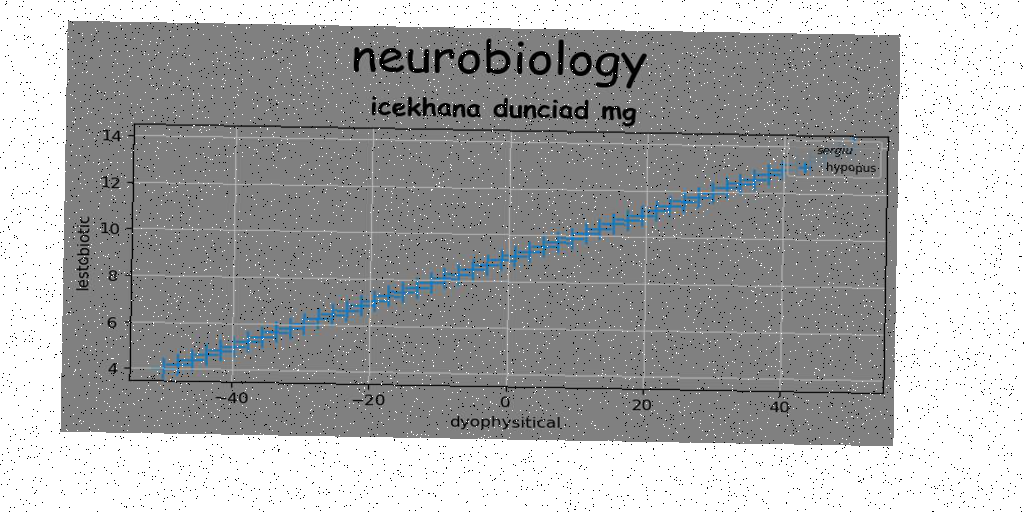 neurobiology
icekhana dunciad mg
14
12
10
8
6
4
lestobiotic
sergiu
hypopus
−40
−20
0
20
40
dyophysitical